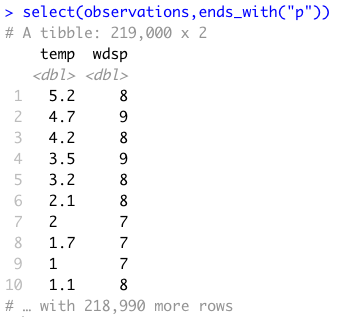 > select(observations,ends_with("p"))
# A tibble: 219,000 x 2
temp wdsp
<dbl> <dbl>
1 5.2 8
2 4.7 9
3 4.2 8
4 3.5 9
5 3.2 8
6 2.1 8
7 2 7
8 1.7 7
9 1 7
10 1.1 8
# … with 218,990 more rows